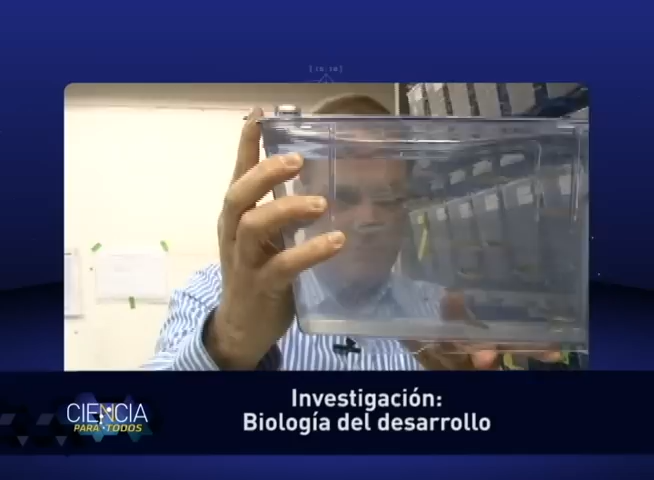 Investigación:
Biología del desarrollo
CIENCIA
PARA TODOS